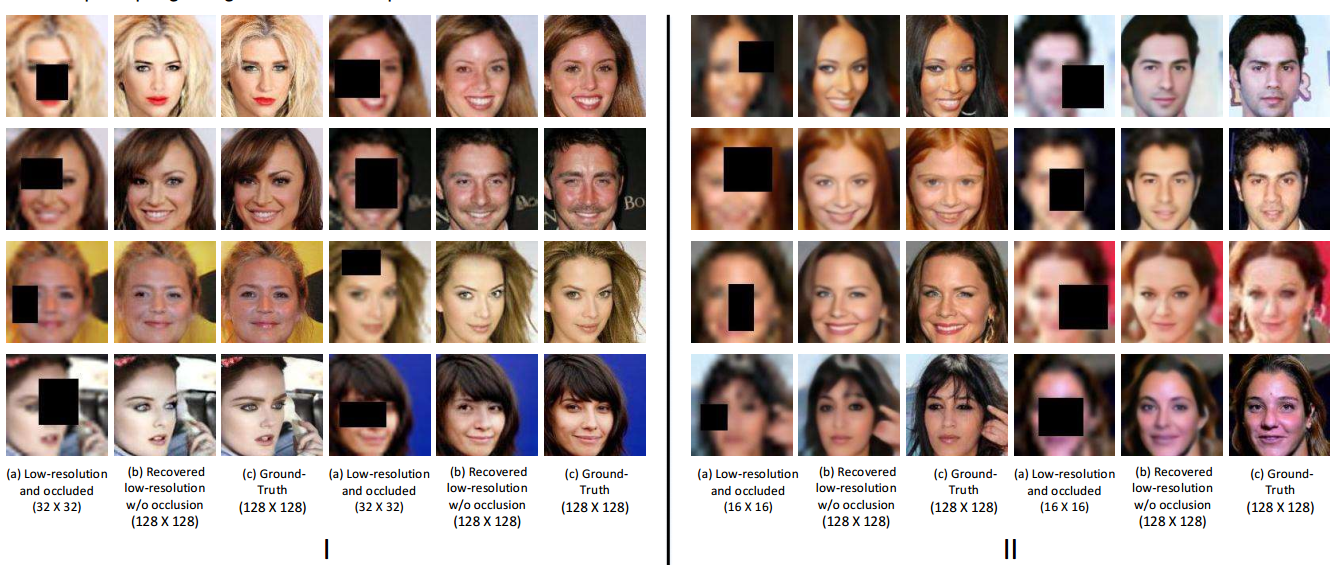 (a) Low-resolution
and occluded
(32 X 32)
(b) Recovered
low-resolution
w/o occlusion
(128 X 128)
(c) Ground-
Truth
(128 X 128)
(a) Low-resolution
and occluded
(32 X 32)
(b) Recovered
low-resolution
w/o occlusion
(128 X 128)
(c) Ground-
Truth
(128 X 128)
I
(a) Low-resolution
and occluded
(16 X 16)
(b) Recovered
low-resolution
w/o occlusion
(128 X 128)
(c) Ground-
Truth
(128 X 128)
(a) Low-resolution
and occluded
(16 X 16)
(b) Recovered
low-resolution
w/o occlusion
(128 X 128)
(c) Ground-
Truth
(128 X 128)
II